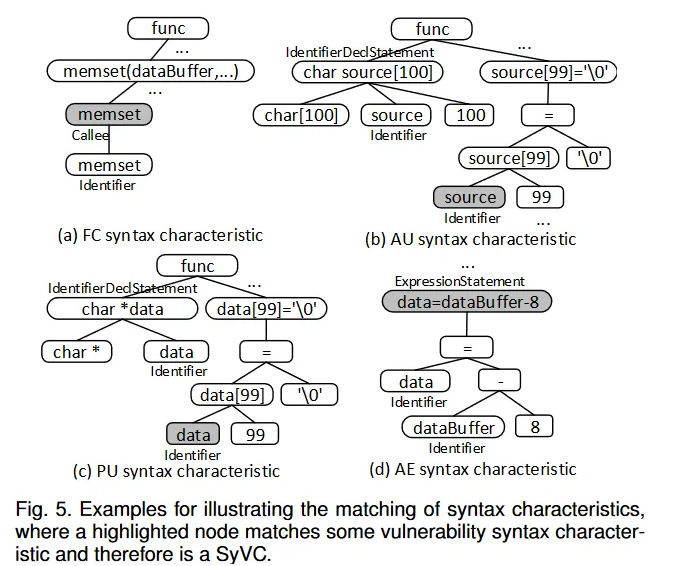 func
...
memset(dataBuffer,...)
...
memset
Callee
memset
Identifier
(a) FC syntax characteristic
func
IdentifierDeclStatement
...
char source[100]
source[99]='\0'
char[100]
source
100
=
Identifier
source[99]
'\0'
source
99
Identifier
...
(b) AU syntax characteristic
func
IdentifierDeclStatement
...
char *data
data[99]='\0'
char *
data
=
Identifier
data[99]
'\0'
data
99
Identifier
(c) PU syntax characteristic
...
ExpressionStatement
data=dataBuffer-8
=
data
-
Identifier
dataBuffer
8
Identifier
(d) AE syntax characteristic
Fig. 5. Examples for illustrating the matching of syntax characteristics,
where a highlighted node matches some vulnerability syntax character-
istic and therefore is a SyVC.